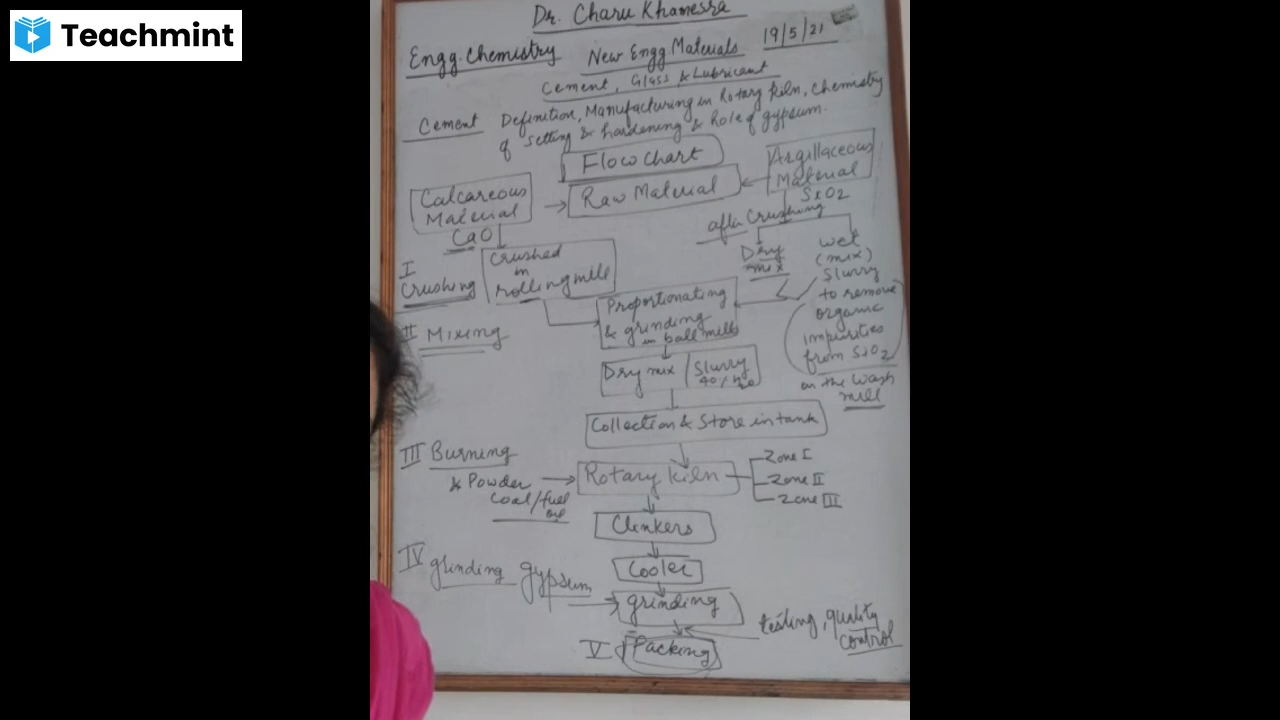 Teachmint
Dr. Charu Khamesra
Engg. Chemistry New Engg Materials 19/5/21
Cement, Glass & Lubricant
Cement Definition, Manufacturing in Rotary Kiln, Chemistry
of setting & hardening & Role of gypsum.
Flow Chart
Calcareous
Material
CaO
Raw Material
Argillaceous
Material
SiO2
after Crushing
Dry
mix
Wet
(mix)
Slurry
to remove
organic
impurities
from SiO2
in the Wash
mill
I
Crushing
Crushed
in
rolling mill
II Mixing
Proportionating
& grinding
in ball mills
Dry mix / Slurry
40% H2O
Collection & Store in tank
III Burning
& Powder
Coal/fuel
oil
Rotary kiln
Zone I
Zone II
Zone III
Clinkers
Cooler
IV grinding gypsum
grinding
testing, quality
control
V Packing